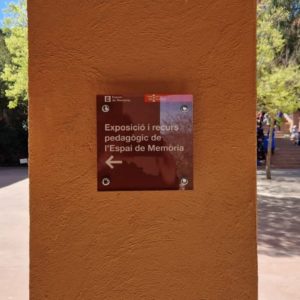 Exposició i recurs
pedagògic de
l'Espai de Memòria